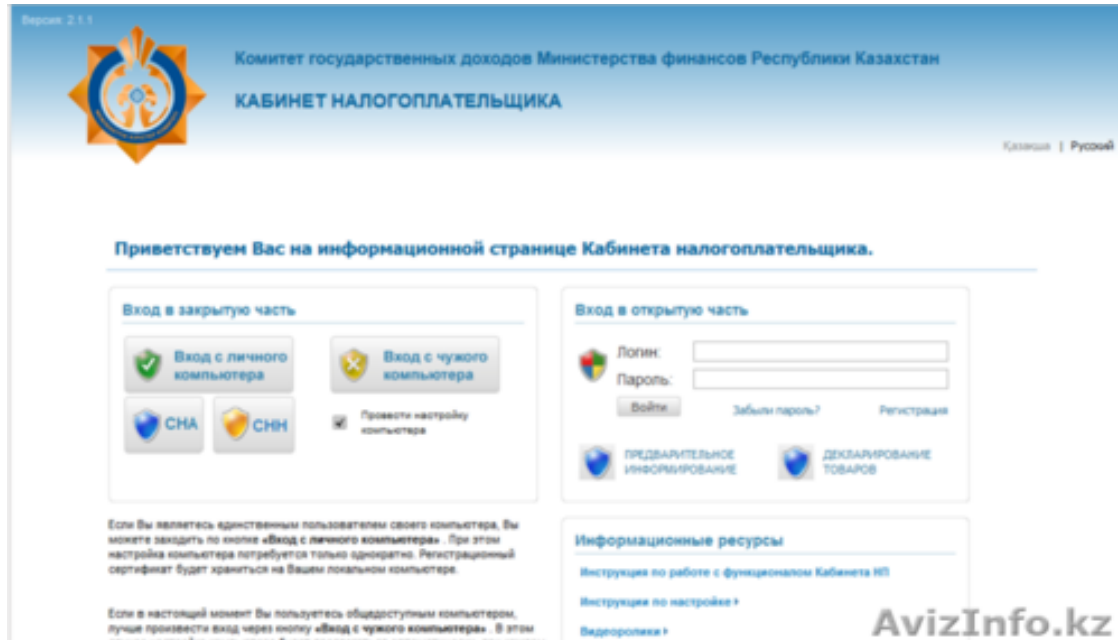 Версия: 2.1.1
Комитет государственных доходов Министерства финансов Республики Казахстан
КАБИНЕТ НАЛОГОПЛАТЕЛЬЩИКА
Қазақша | Русский
Приветствуем Вас на информационной странице Кабинета налогоплательщика.
Вход в закрытую часть
Вход с личного
компьютера
Вход с чужого
компьютера
СНА
СНН
Провести настройку
компьютера
Если Вы являетесь единственным пользователем своего компьютера, Вы
можете заходить по кнопке «Вход с личного компьютера» . При этом
настройка компьютера потребуется только однократно. Регистрационный
сертификат будет храниться на Вашем локальном компьютере.
Если в настоящий момент Вы пользуетесь общедоступным компьютером,
лучше произвести вход через кнопку «Вход с чужого компьютера» . В этом
Вход в открытую часть
Логин:
Пароль:
Войти
Забыли пароль?
Регистрация
ПРЕДВАРИТЕЛЬНОЕ
ИНФОРМИРОВАНИЕ
ДЕКЛАРИРОВАНИЕ
ТОВАРОВ
Информационные ресурсы
Инструкция по работе с функционалом Кабинета НП
Инструкции по настройке
Видеоролики
AvizInfo.kz